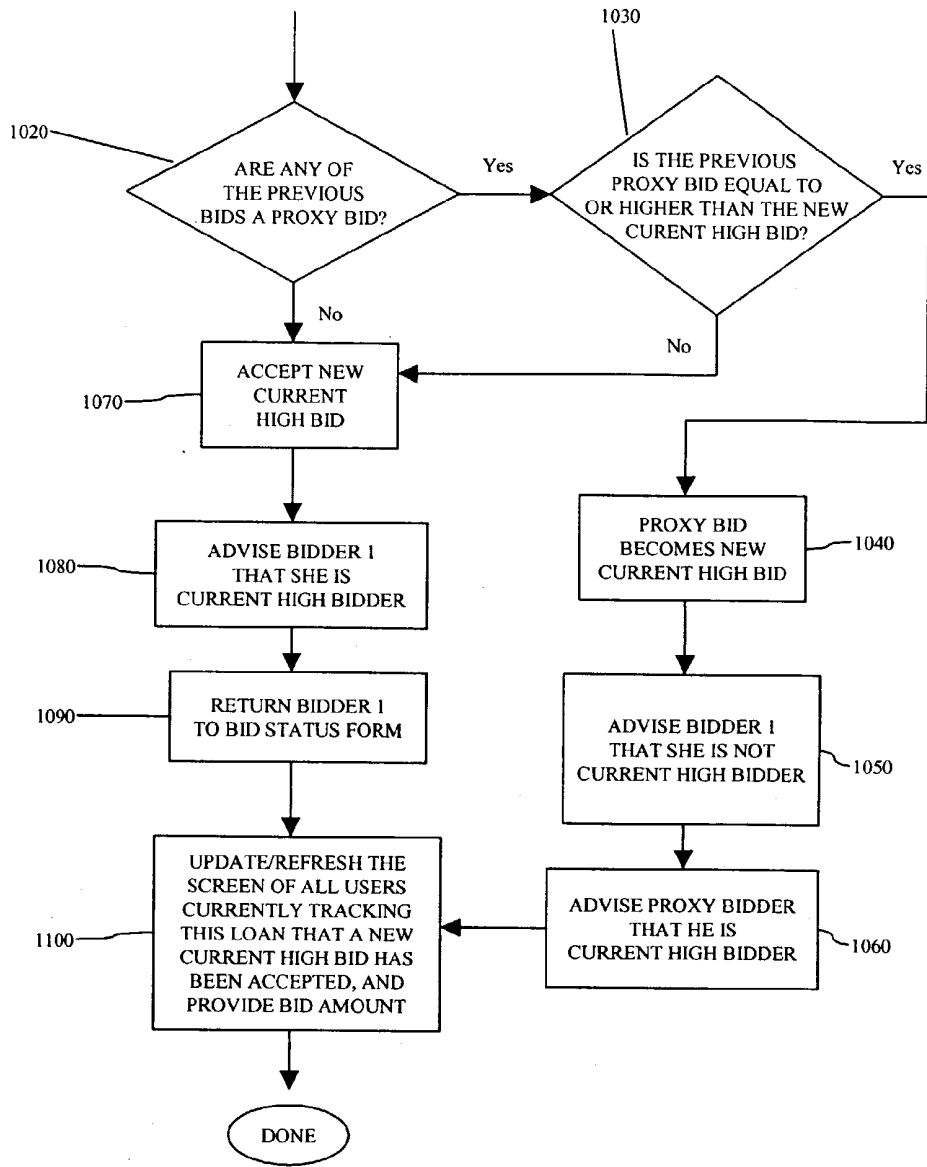 1030
1020
ARE ANY OF
THE PREVIOUS
BIDS A PROXY BID?
Yes
IS THE PREVIOUS
PROXY BID EQUAL TO
OR HIGHER THAN THE NEW
CURENT HIGH BID?
Yes
No
No
1070
ACCEPT NEW
CURRENT
HIGH BID
PROXY BID
BECOMES NEW
CURRENT HIGH BID
1040
1080
ADVISE BIDDER 1
THAT SHE IS
CURRENT HIGH BIDDER
1090
RETURN BIDDER 1
TO BID STATUS FORM
ADVISE BIDDER 1
THAT SHE IS NOT
CURRENT HIGH BIDDER
1050
1100
UPDATE/REFRESH THE
SCREEN OF ALL USERS
CURRENTLY TRACKING
THIS LOAN THAT A NEW
CURRENT HIGH BID HAS
BEEN ACCEPTED, AND
PROVIDE BID AMOUNT
ADVISE PROXY BIDDER
THAT HE IS
CURRENT HIGH BIDDER
1060
DONE